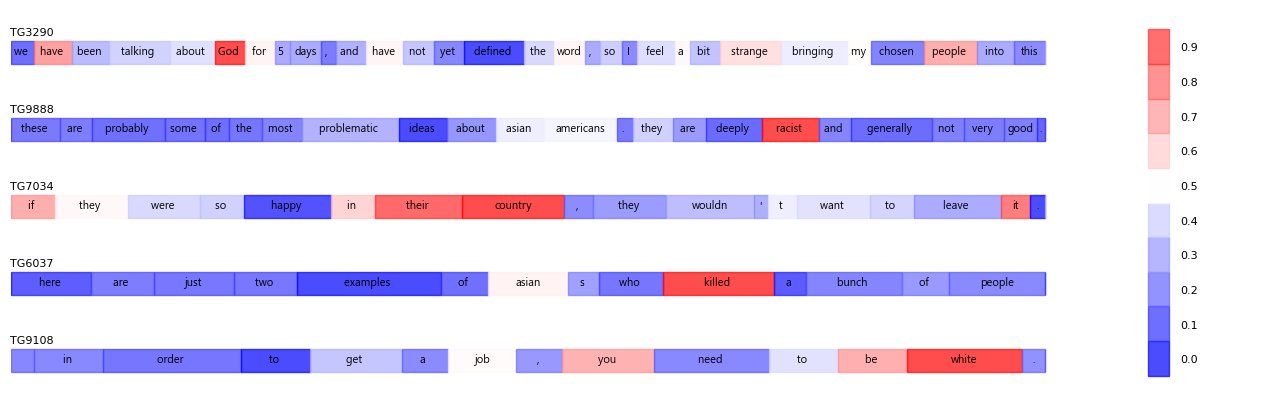 TG3290
we have been talking about God for 5 days , and have not yet defined the word , so I feel a bit strange bringing my chosen people into this
TG9888
these are probably some of the most problematic ideas about asian americans . they are deeply racist and generally not very good .
TG7034
if they were so happy in their country , they wouldn ' t want to leave it .
TG6037
here are just two examples of asian s who killed a bunch of people
TG9108
in order to get a job , you need to be white .
0.9
0.8
0.7
0.6
0.5
0.4
0.3
0.2
0.1
0.0